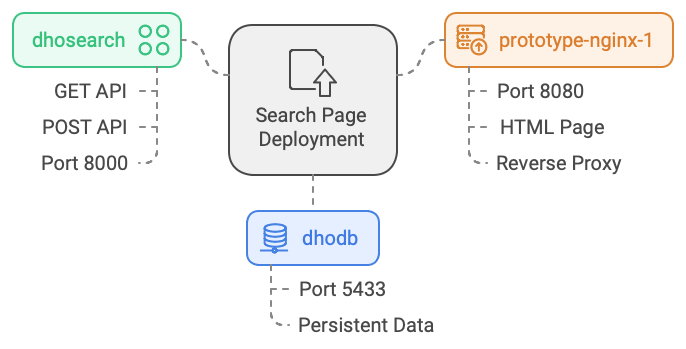 dhosearch
GET API
POST API
Port 8000
Search Page
Deployment
prototype-nginx-1
Port 8080
HTML Page
Reverse Proxy
dhodb
Port 5433
Persistent Data